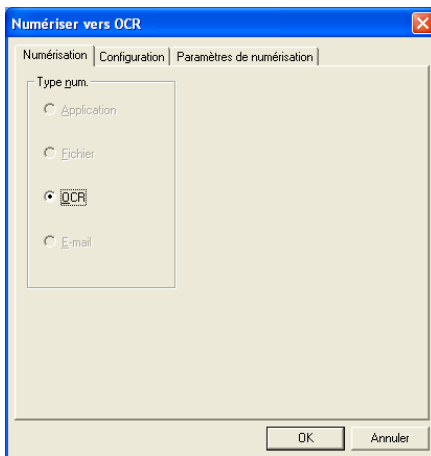 Numériser vers OCR
Numérisation Configuration Paramètres de numérisation
Type num.
Application
Fichier
OCR
E-mail
OK Annuler